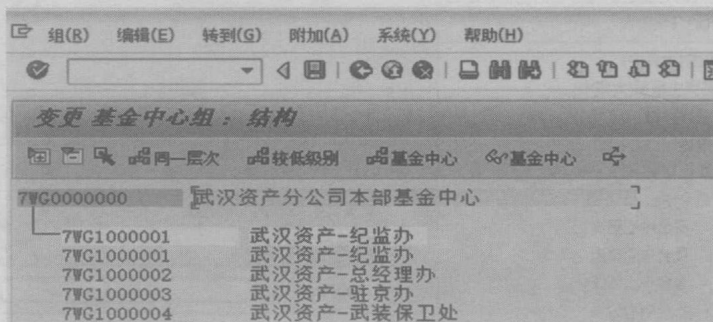 组(R) 编辑(E) 转到(G) 附加(A) 系统(Y) 帮助(H)
变更 基金中心组：结构
同一层次 较低级别 基金中心 基金中心
7WG0000000 武汉资产分公司本部基金中心
7WG1000001 武汉资产-纪监办
7WG1000001 武汉资产-纪监办
7WG1000002 武汉资产-总经理办
7WG1000003 武汉资产-驻京办
7WG1000004 武汉资产-武装保卫处